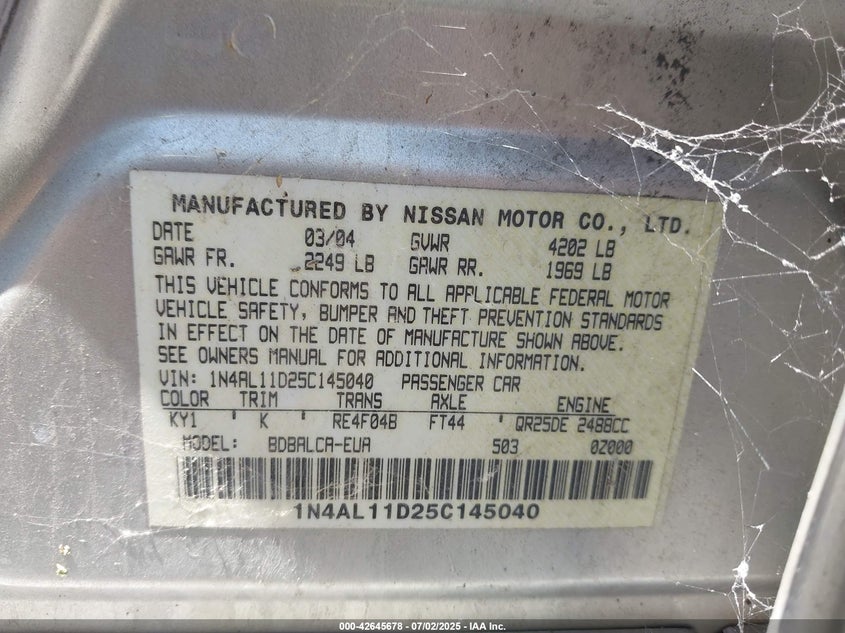 MANUFACTURED BY NISSAN MOTOR CO., LTD.
DATE 03/04 GVWR 4202 LB
GAWR FR. 2249 LB GAWR RR. 1969 LB
THIS VEHICLE CONFORMS TO ALL APPLICABLE FEDERAL MOTOR
VEHICLE SAFETY, BUMPER AND THEFT PREVENTION STANDARDS
IN EFFECT ON THE DATE OF MANUFACTURE SHOWN ABOVE.
SEE OWNERS MANUAL FOR ADDITIONAL INFORMATION.
VIN: 1N4AL11D25C145040 PASSENGER CAR
COLOR TRIM TRANS AXLE ENGINE
KY1 ' K ' RE4F04B FT44 ' QR25DE 2488CC
MODEL: BDBALCA-EUA 503 0Z000
1N4AL11D25C145040
000-42645678 - 07/02/2025 - IAA Inc.